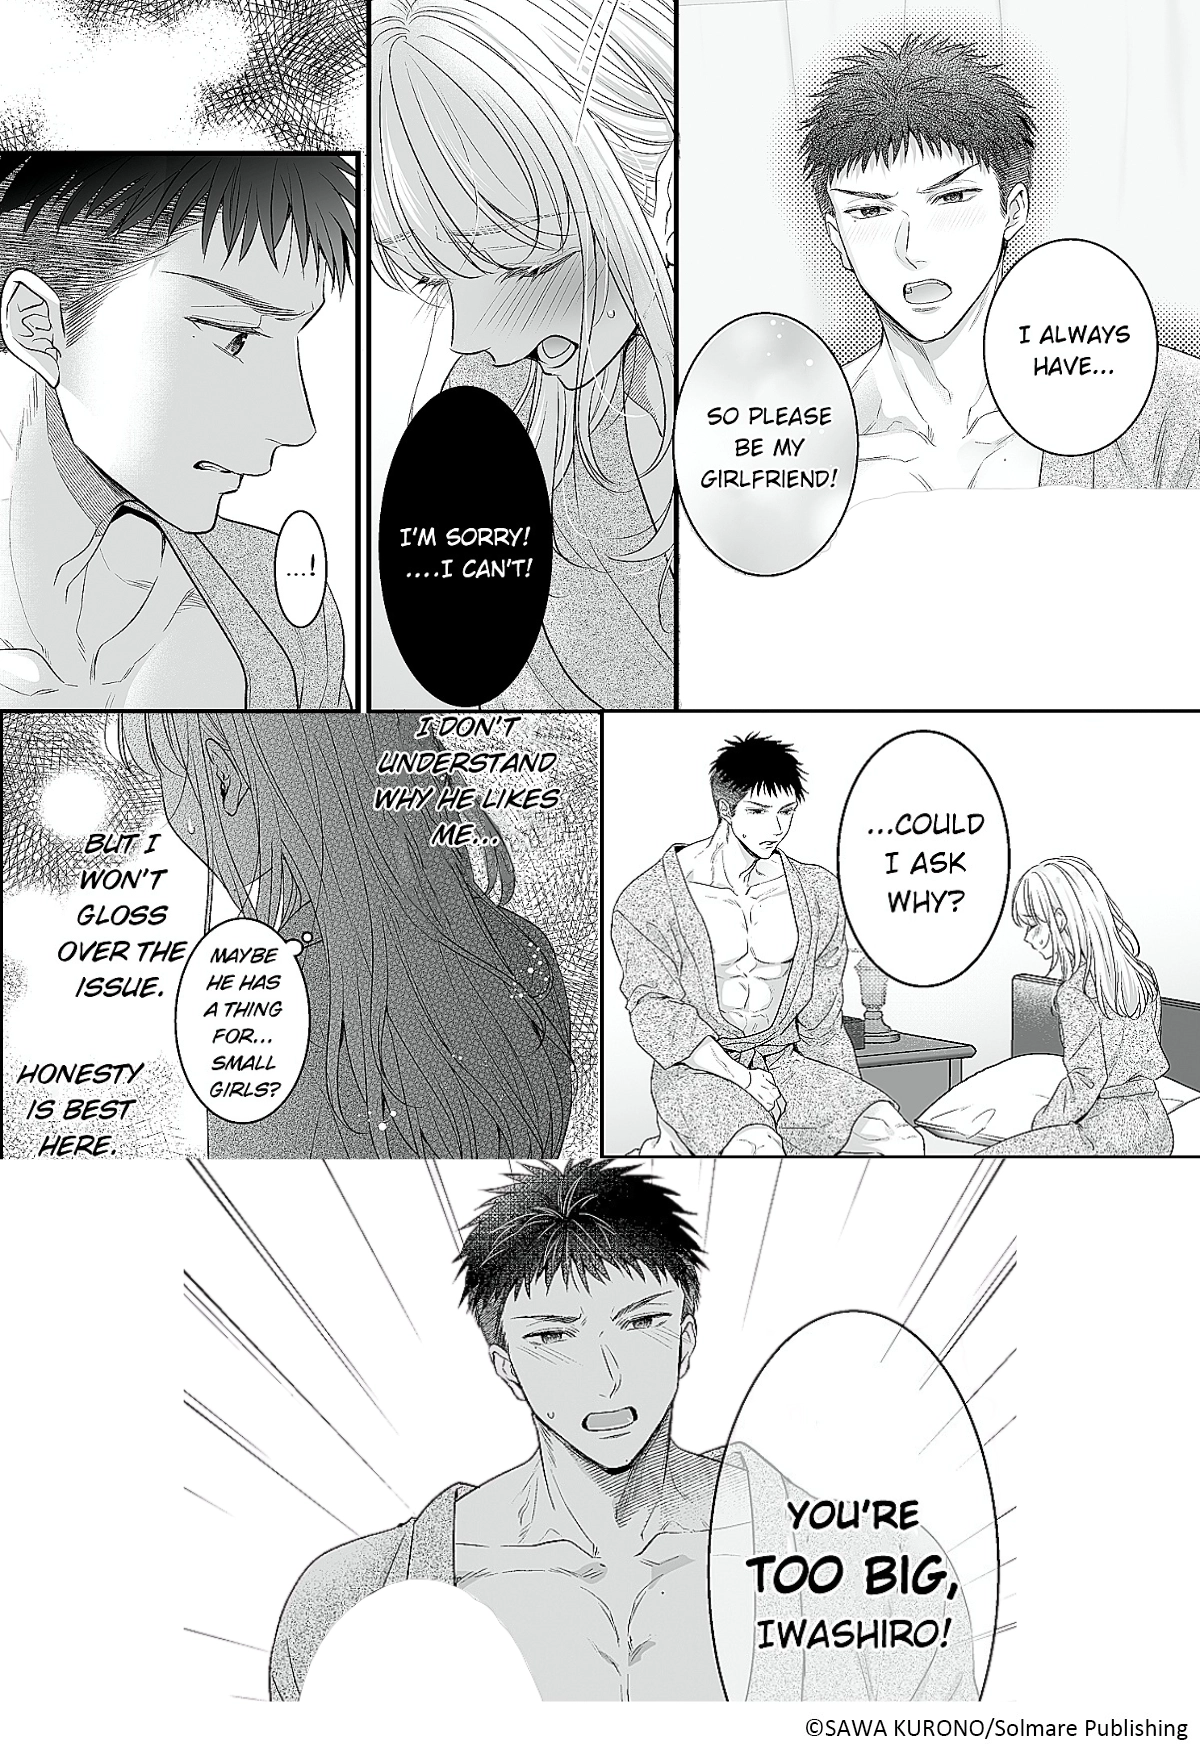 I ALWAYS
HAVE...
SO PLEASE
BE MY
GIRLFRIEND!
I'M SORRY!
....I CAN'T!
...!
...COULD
I ASK
WHY?
I DON'T
UNDERSTAND
WHY HE LIKES
ME...
MAYBE
HE HAS
A THING
FOR...
SMALL
GIRLS?
BUT I
WON'T
GLOSS
OVER THE
ISSUE.
HONESTY
IS BEST
HERE.
YOU'RE
TOO BIG,
IWASHIRO!
©SAWA KURONO/Solmare Publishing